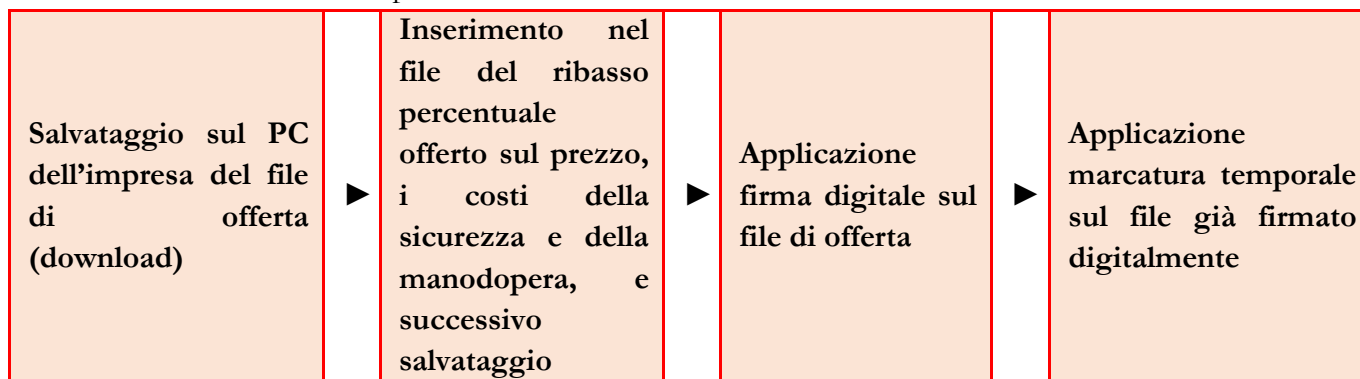 Salvataggio sul PC
dell'impresa del file
di offerta
(download)
►
Inserimento nel
file del ribasso
percentuale
offerto sul prezzo,
i costi della
sicurezza e della
manodopera, e
successivo
salvataggio
►
Applicazione
firma digitale sul
file di offerta
►
Applicazione
marcatura temporale
sul file già firmato
digitalmente